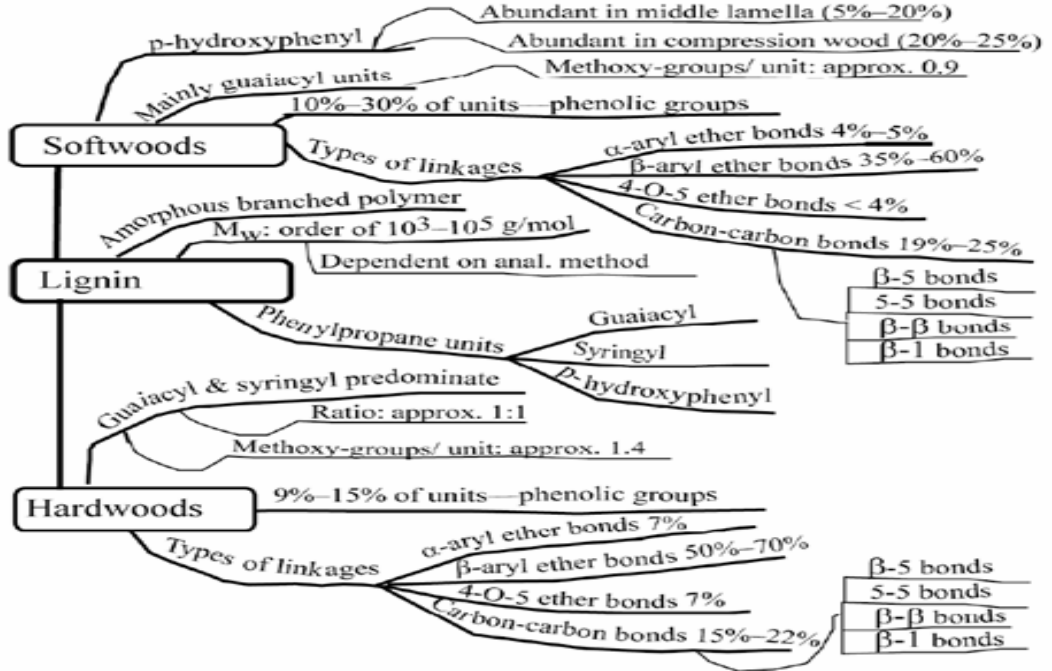 Abundant in middle lamella (5%–20%)
p-hydroxyphenyl
Abundant in compression wood (20%–25%)
Mainly guaiacyl units
Methoxy-groups/ unit: approx. 0,9
10%–30% of units—phenolic groups
Softwoods
Types of linkages
α-aryl ether bonds 4%–5%
β-aryl ether bonds 35%–60%
4-O-5 ether bonds < 4%
Carbon-carbon bonds 19%–25%
β-5 bonds
5-5 bonds
β-β bonds
β-1 bonds
Amorphous branched polymer
Mw: order of 10³–10⁵ g/mol
Dependent on anal. method
Lignin
Phenylpropane units
Guaiacyl
Syringyl
p-hydroxyphenyl
Guaiacyl & syringyl predominate
Ratio: approx. 1:1
Methoxy-groups/ unit: approx. 1.4
Hardwoods
9%–15% of units—phenolic groups
Types of linkages
α-aryl ether bonds 7%
β-aryl ether bonds 50%–70%
4-O-5 ether bonds 7%
Carbon-carbon bonds 15%–22%
β-5 bonds
5-5 bonds
β-β bonds
β-1 bonds